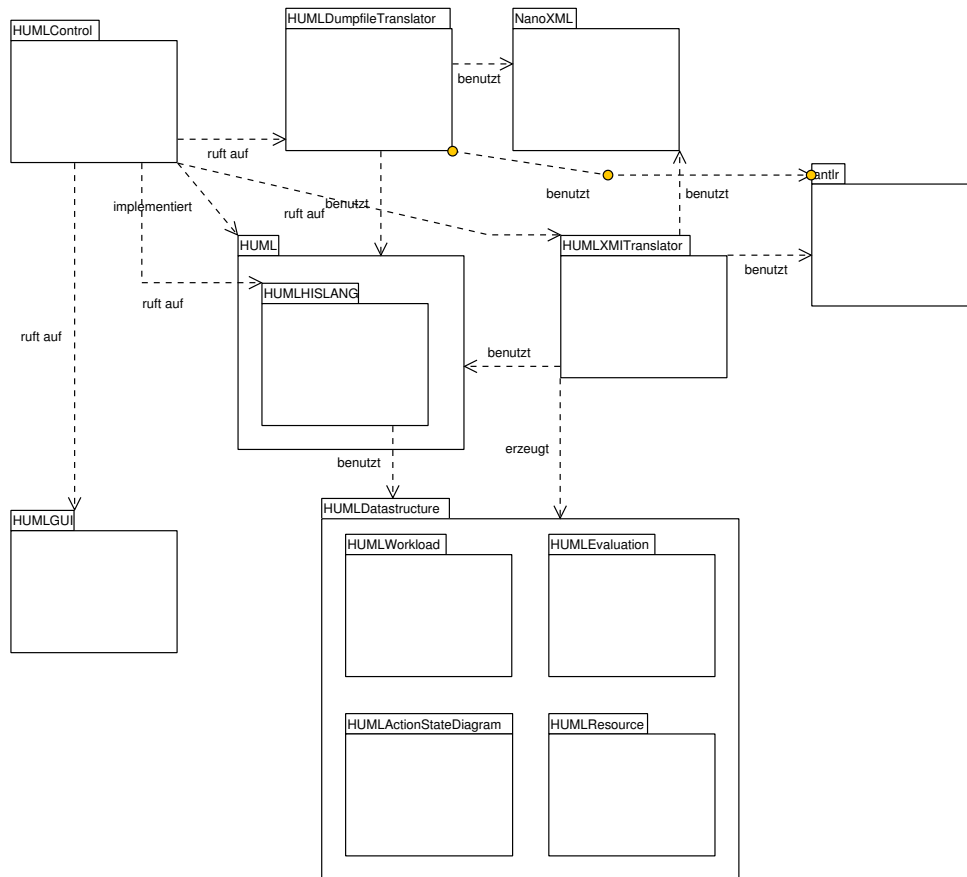 HUMLControl
HUMLDumpfileTranslator
NanoXML
benutzt
ruft auf
benutzt
benutzt
antlr
implementiert
benutzt
ruft auf
HUML
HUMLXMITranslator
benutzt
HUMLHISLANG
ruft auf
ruft auf
benutzt
erzeugt
benutzt
HUMLDatastructure
HUMLGUI
HUMLWorkload
HUMLEvaluation
HUMLActionStateDiagram
HUMLResource